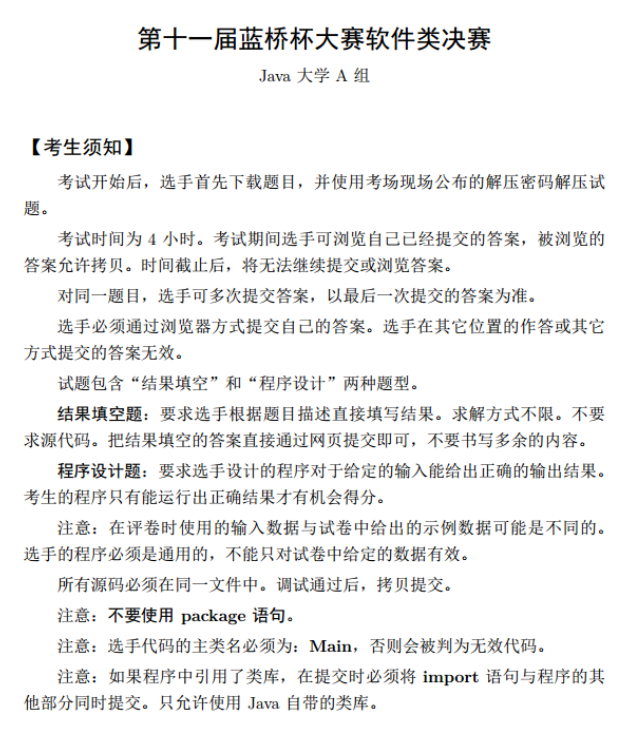 第十一届蓝桥杯大赛软件类决赛
Java 大学 A 组
【考生须知】
考试开始后，选手首先下载题目，并使用考场现场公布的解压密码解压试
题。
考试时间为 4 小时。考试期间选手可浏览自己已经提交的答案，被浏览的
答案允许拷贝。时间截止后，将无法继续提交或浏览答案。
对同一题目，选手可多次提交答案，以最后一次提交的答案为准。
选手必须通过浏览器方式提交自己的答案。选手在其它位置的作答或其它
方式提交的答案无效。
试题包含“结果填空”和“程序设计”两种题型。
结果填空题：要求选手根据题目描述直接填写结果。求解方式不限。不要
求源代码。把结果填空的答案直接通过网页提交即可，不要书写多余的内容。
程序设计题：要求选手设计的程序对于给定的输入能给出正确的输出结果。
考生的程序只有能运行出正确结果才有机会得分。
注意：在评卷时使用的输入数据与试卷中给出的示例数据可能是不同的。
选手的程序必须是通用的，不能只对试卷中给定的数据有效。
所有源码必须在同一文件中。调试通过后，拷贝提交。
注意：不要使用 package 语句。
注意：选手代码的主类名必须为：Main，否则会被判为无效代码。
注意：如果程序中引用了类库，在提交时必须将 import 语句与程序的其
他部分同时提交。只允许使用 Java 自带的类库。